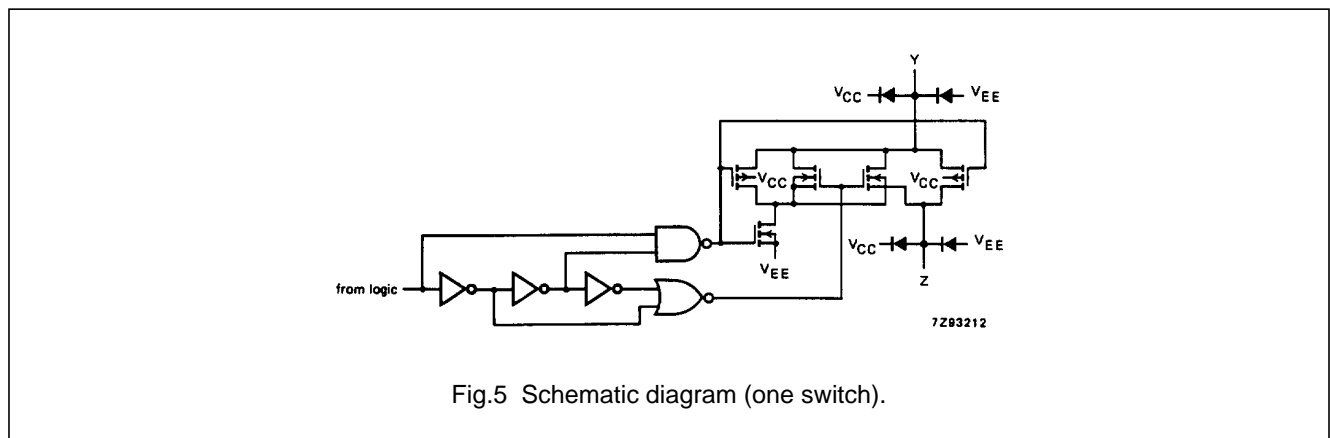 Y
VCC VEE
VCC VCC
VCC VEE
VEE
from logic
Z
7Z93212
Fig.5 Schematic diagram (one switch).